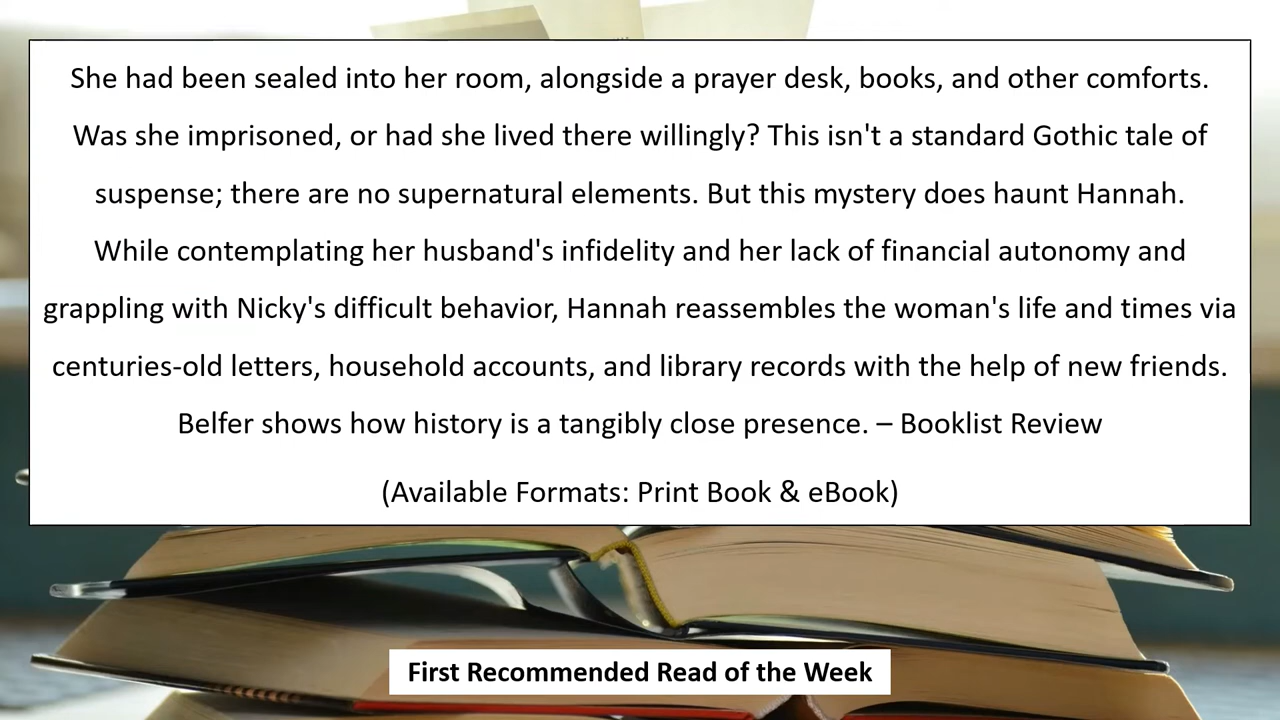 She had been sealed into her room, alongside a prayer desk, books, and other comforts.
Was she imprisoned, or had she lived there willingly? This isn't a standard Gothic tale of
suspense; there are no supernatural elements. But this mystery does haunt Hannah.
While contemplating her husband's infidelity and her lack of financial autonomy and
grappling with Nicky's difficult behavior, Hannah reassembles the woman's life and times via
centuries-old letters, household accounts, and library records with the help of new friends.
Belfer shows how history is a tangibly close presence. – Booklist Review
(Available Formats: Print Book & eBook)
First Recommended Read of the Week